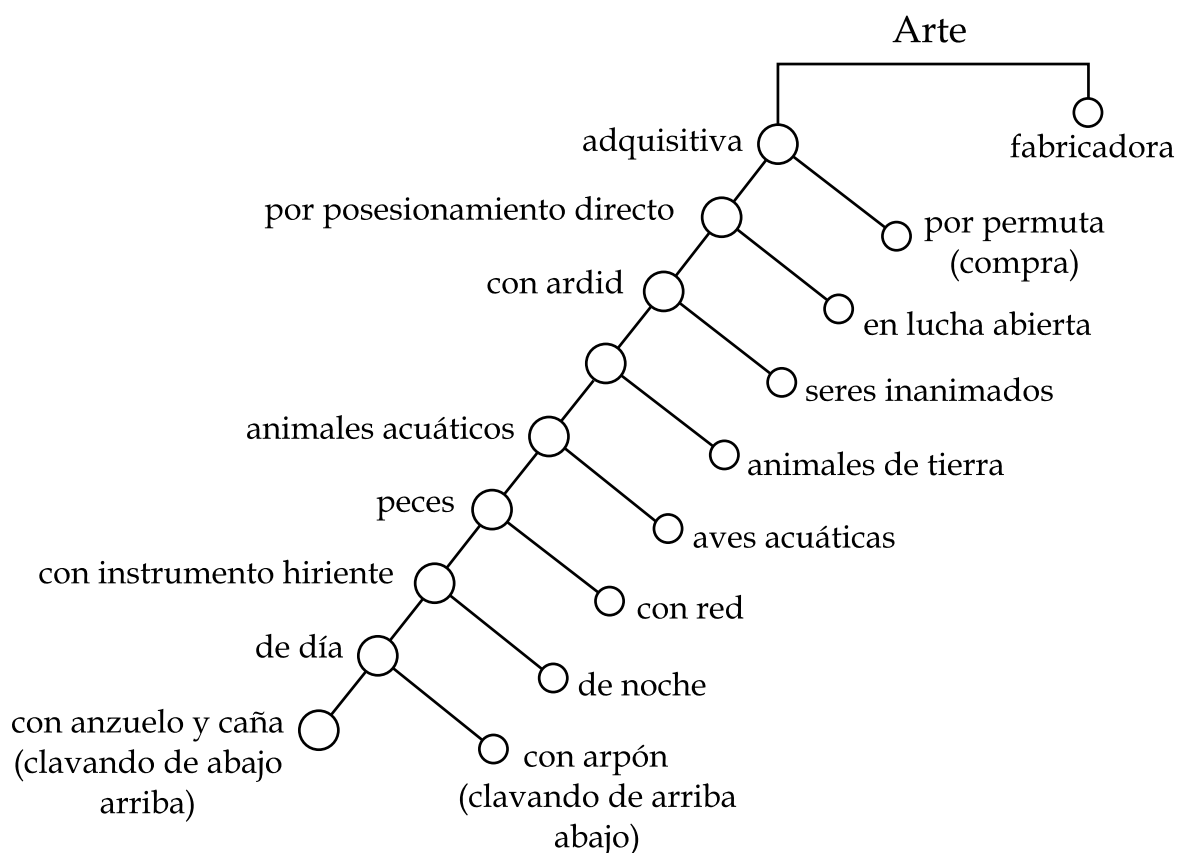 Arte
adquisitiva
fabricadora
por posesionamiento directo
por permuta
(compra)
con ardid
en lucha abierta
seres inanimados
animales acuáticos
animales de tierra
peces
aves acuáticas
con instrumento hiriente
con red
de día
de noche
con anzuelo y caña
(clavando de abajo
arriba)
con arpón
(clavando de arriba
abajo)